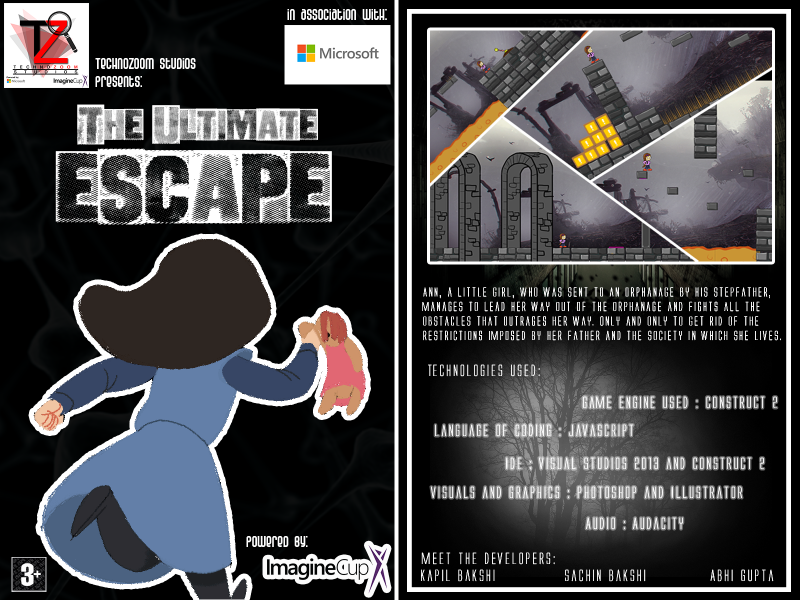 IN ASSOCIATION WITH:
TZ
TECHNOZOOM
STUDIOS
Microsoft
ImagineCup
Microsoft
TECHNOZOOM STUDIOS
PRESENTS:
THE ULTIMATE
ESCAPE
POWERED BY:
ImagineCup
3+
ANN, A LITTLE GIRL, WHO WAS SENT TO AN ORPHANAGE BY HIS STEPFATHER,
MANAGES TO LEAD HER WAY OUT OF THE ORPHANAGE AND FIGHTS ALL THE
OBSTACLES THAT OUTRAGES HER WAY. ONLY AND ONLY TO GET RID OF THE
RESTRICTIONS IMPOSED BY HER FATHER AND THE SOCIETY IN WHICH SHE LIVES.
TECHNOLOGIES USED:
GAME ENGINE USED : CONSTRUCT 2
LANGUAGE OF CODING : JAVASCRIPT
IDE : VISUAL STUDIOS 2013 AND CONSTRUCT 2
VISUALS AND GRAPHICS : PHOTOSHOP AND ILLUSTRATOR
AUDIO : AUDACITY
MEET THE DEVELOPERS:
KAPIL BAKSHI SACHIN BAKSHI ABHI GUPTA